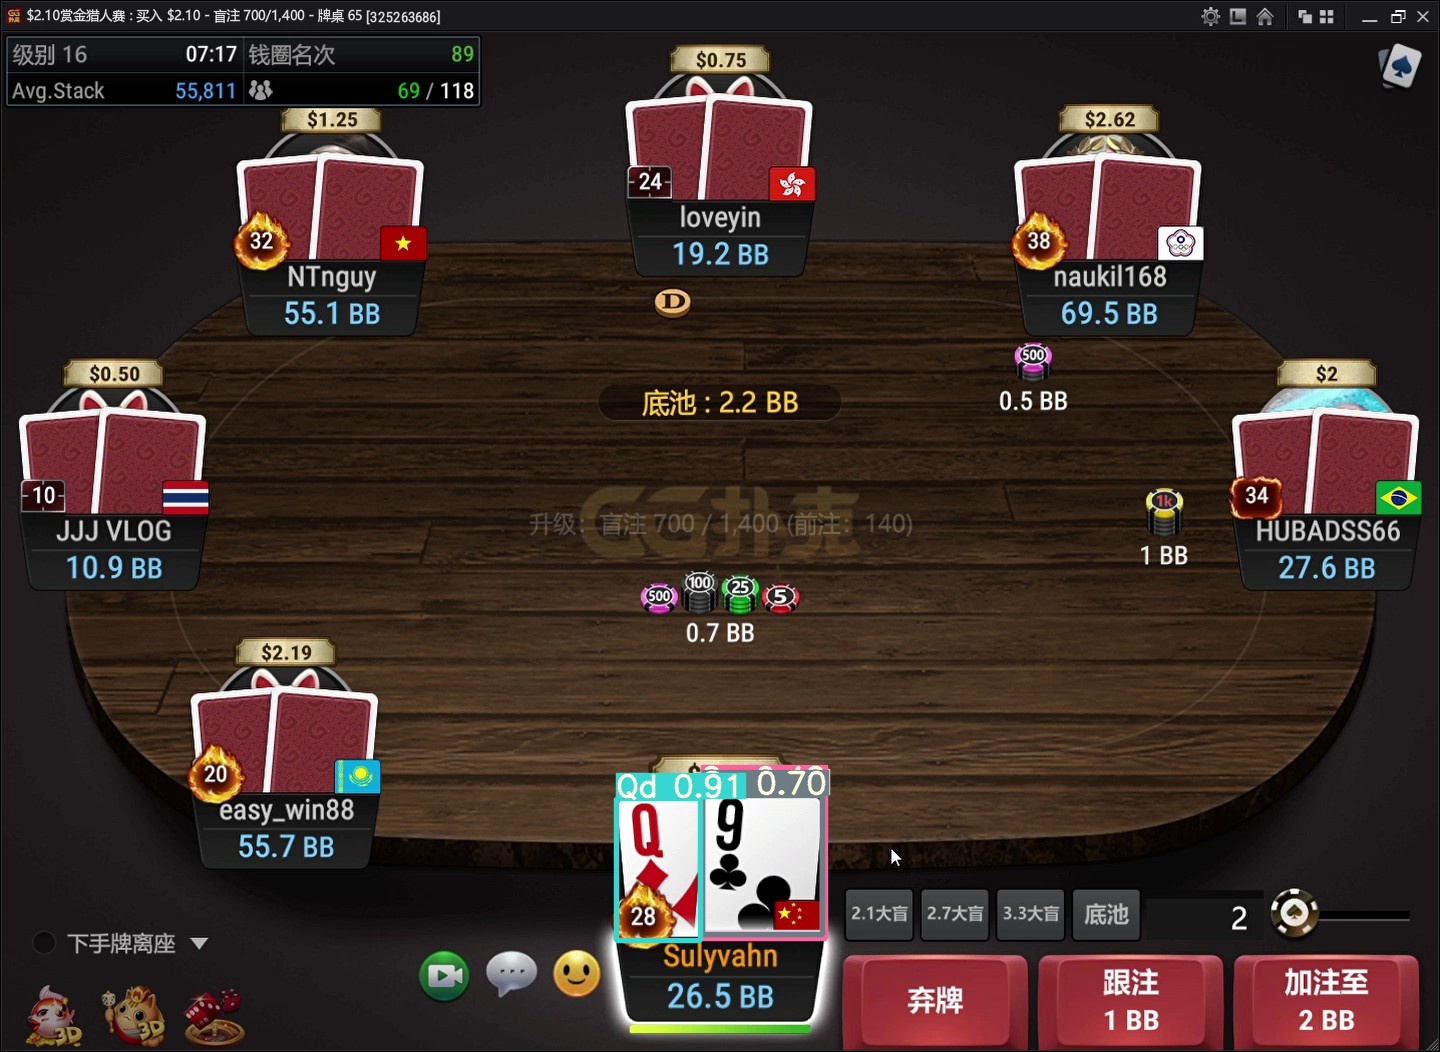 $2.10赏金猎人赛 : 买入 $2.10 - 盲注 700/1,400 - 牌桌 65 [325263686]
级别 16 07:17 钱圈名次 89
Avg.Stack 55,811 69 / 118
$0.75
24
loveyin
19.2 BB
$1.25
32
NTnguy
55.1 BB
$2.62
38
naukil168
69.5 BB
D
500
0.5 BB
$0.50
10
JJJ VLOG
10.9 BB
底池 : 2.2 BB
$2
34
HUBADSS66
27.6 BB
1k
1 BB
GG扑克
升级: 盲注 700 / 1,400 (前注: 140)
500 100 25 5
0.7 BB
$2.19
20
easy_win88
55.7 BB
Qd 0.91 0.70
Q 9
28
Sulyvahn
26.5 BB
2.1大盲 2.7大盲 3.3大盲 底池 2
下手牌离座
3D 3D
弃牌
跟注
1 BB
加注至
2 BB